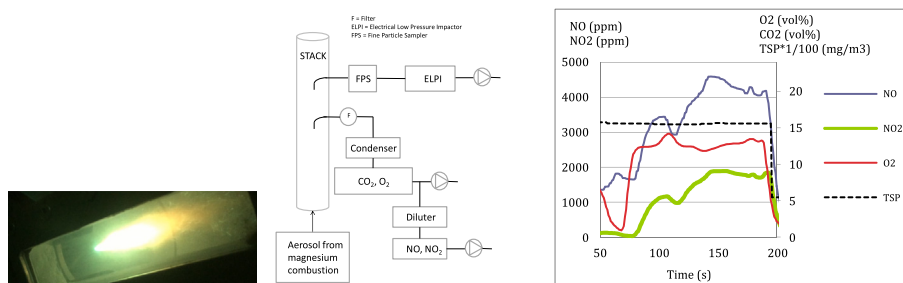 F = Filter
ELPI = Electrical Low Pressure Impactor
FPS = Fine Particle Sampler
STACK
FPS
ELPI
F
Condenser
CO2, O2
Diluter
NO, NO2
Aerosol from
magnesium
combustion
NO (ppm)
NO2 (ppm)
O2 (vol%)
CO2 (vol%)
TSP*1/100 (mg/m3)
5000
4000
3000
2000
1000
0
20
15
10
5
0
50
100
150
200
Time (s)
NO
NO2
O2
TSP